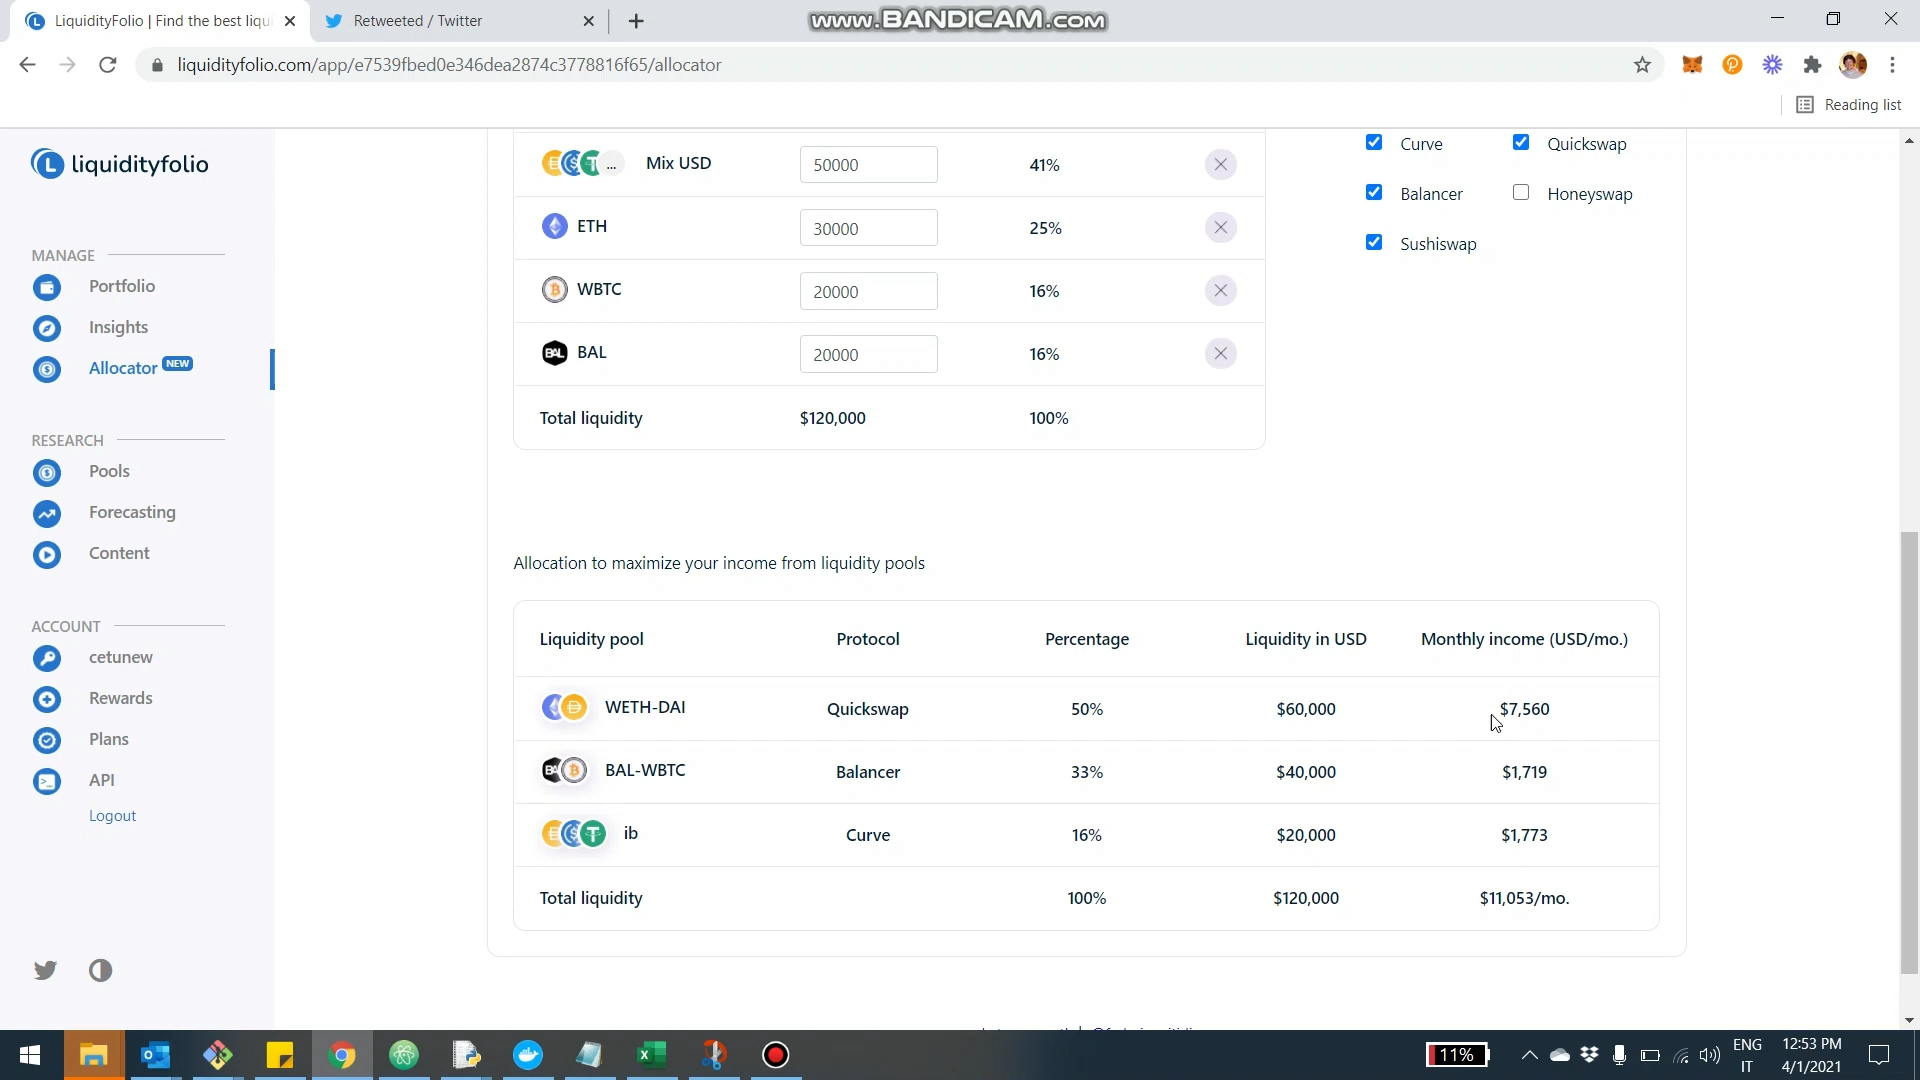 LiquidityFolio | Find the best liqui
Retweeted / Twitter
www.BANDICAM.com
liquidityfolio.com/app/e7539fbed0e346dea2874c3778816f65/allocator
Reading list
liquidityfolio
MANAGE
Portfolio
Insights
Allocator NEW
RESEARCH
Pools
Forecasting
Content
ACCOUNT
cetunew
Rewards
Plans
API
Logout
... Mix USD 50000 41%
ETH 30000 25%
WBTC 20000 16%
BAL BAL 20000 16%
Total liquidity $120,000 100%
Curve Quickswap
Balancer Honeyswap
Sushiswap
Allocation to maximize your income from liquidity pools
Liquidity pool Protocol Percentage Liquidity in USD Monthly income (USD/mo.)
WETH-DAI Quickswap 50% $60,000 $7,560
BAL-WBTC Balancer 33% $40,000 $1,719
ib Curve 16% $20,000 $1,773
Total liquidity 100% $120,000 $11,053/mo.
11%
ENG
IT
12:53 PM
4/1/2021